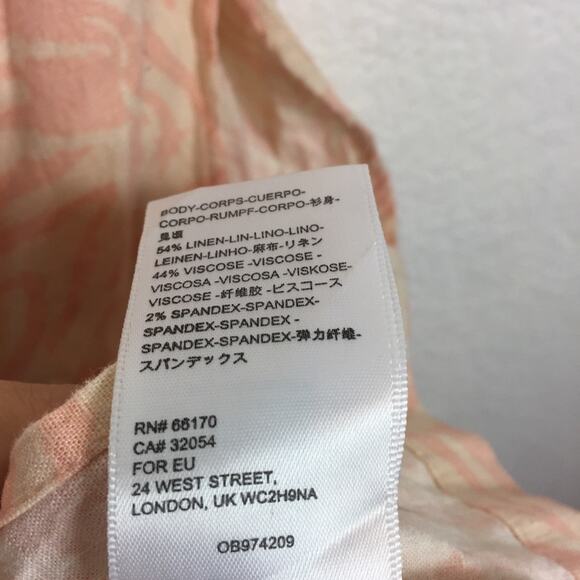 BODY-CORPS-CUERPO-
CORPO-RUMPF-CORPO-衫身-
見頃
54% LINEN-LIN-LINO-LINO-
LEINEN-LINHO-麻布-リネン
44% VISCOSE -VISCOSE-
VISCOSA -VISCOSA -VISKOSE-
VISCOSE -纤维胶 -ビスコース
2% SPANDEX-SPANDEX-
SPANDEX-SPANDEX -
SPANDEX-SPANDEX-弹力纤维-
スパンデックス
RN# 66170
CA# 32054
FOR EU
24 WEST STREET,
LONDON, UK WC2H9NA
OB974209